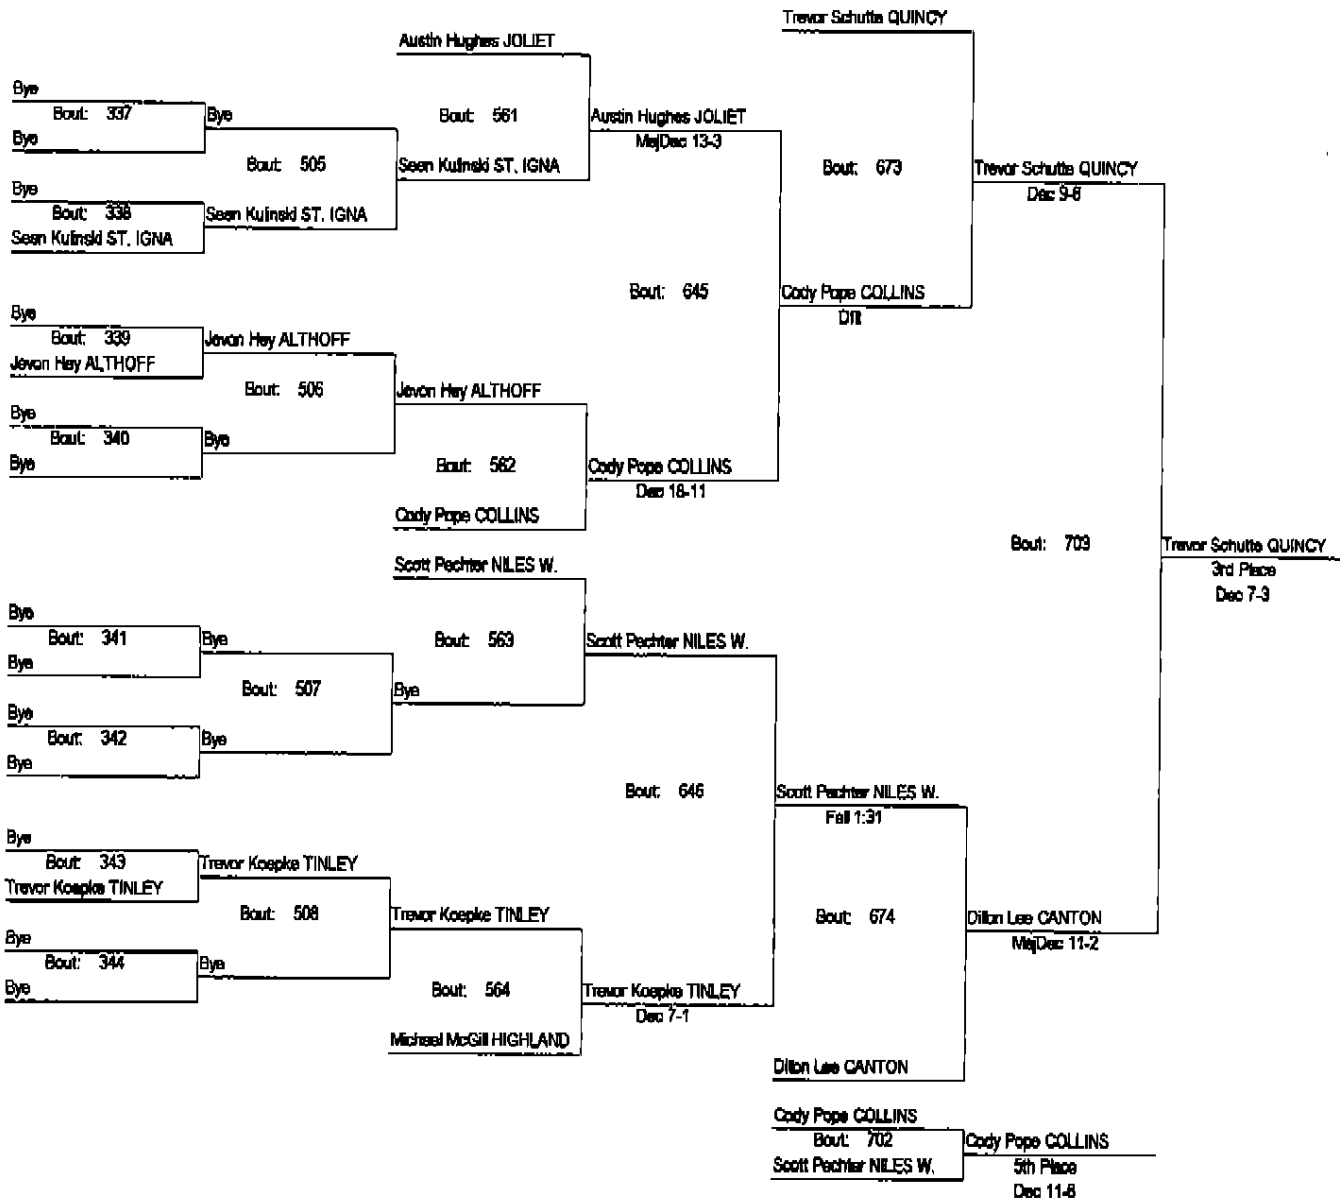 Trevor Schutte QUINCY
Austin Hughes JOLIET
Bye
Bout: 337
Bye
Bye
Bout: 561
Austin Hughes JOLIET
MajDec 13-3
Bye
Bout: 338
Sean Kulinski ST. IGNA
Bout: 505
Sean Kulinski ST. IGNA
Sean Kulinski ST. IGNA
Bout: 673
Trevor Schutte QUINCY
Dec 9-6
Bout: 645
Cody Pope COLLINS
Dflt
Bye
Bout: 339
Jevon Hey ALTHOFF
Jevon Hey ALTHOFF
Bout: 506
Jevon Hey ALTHOFF
Bye
Bout: 340
Bye
Bye
Bout: 562
Cody Pope COLLINS
Dec 18-11
Cody Pope COLLINS
Bout: 703
Trevor Schutte QUINCY
3rd Place
Dec 7-3
Scott Pechter NILES W.
Bye
Bout: 341
Bye
Bye
Bout: 563
Scott Pechter NILES W.
Bout: 507
Bye
Bye
Bout: 342
Bye
Bye
Bout: 646
Scott Pechter NILES W.
Fall 1:31
Bye
Bout: 343
Trevor Koepke TINLEY
Trevor Koepke TINLEY
Bout: 508
Trevor Koepke TINLEY
Bout: 674
Dillon Lee CANTON
MajDec 11-2
Bye
Bout: 344
Bye
Bye
Bout: 564
Trevor Koepke TINLEY
Dec 7-1
Michael McGill HIGHLAND
Dillon Lee CANTON
Cody Pope COLLINS
Bout: 702
Scott Pechter NILES W.
Cody Pope COLLINS
5th Place
Dec 11-6